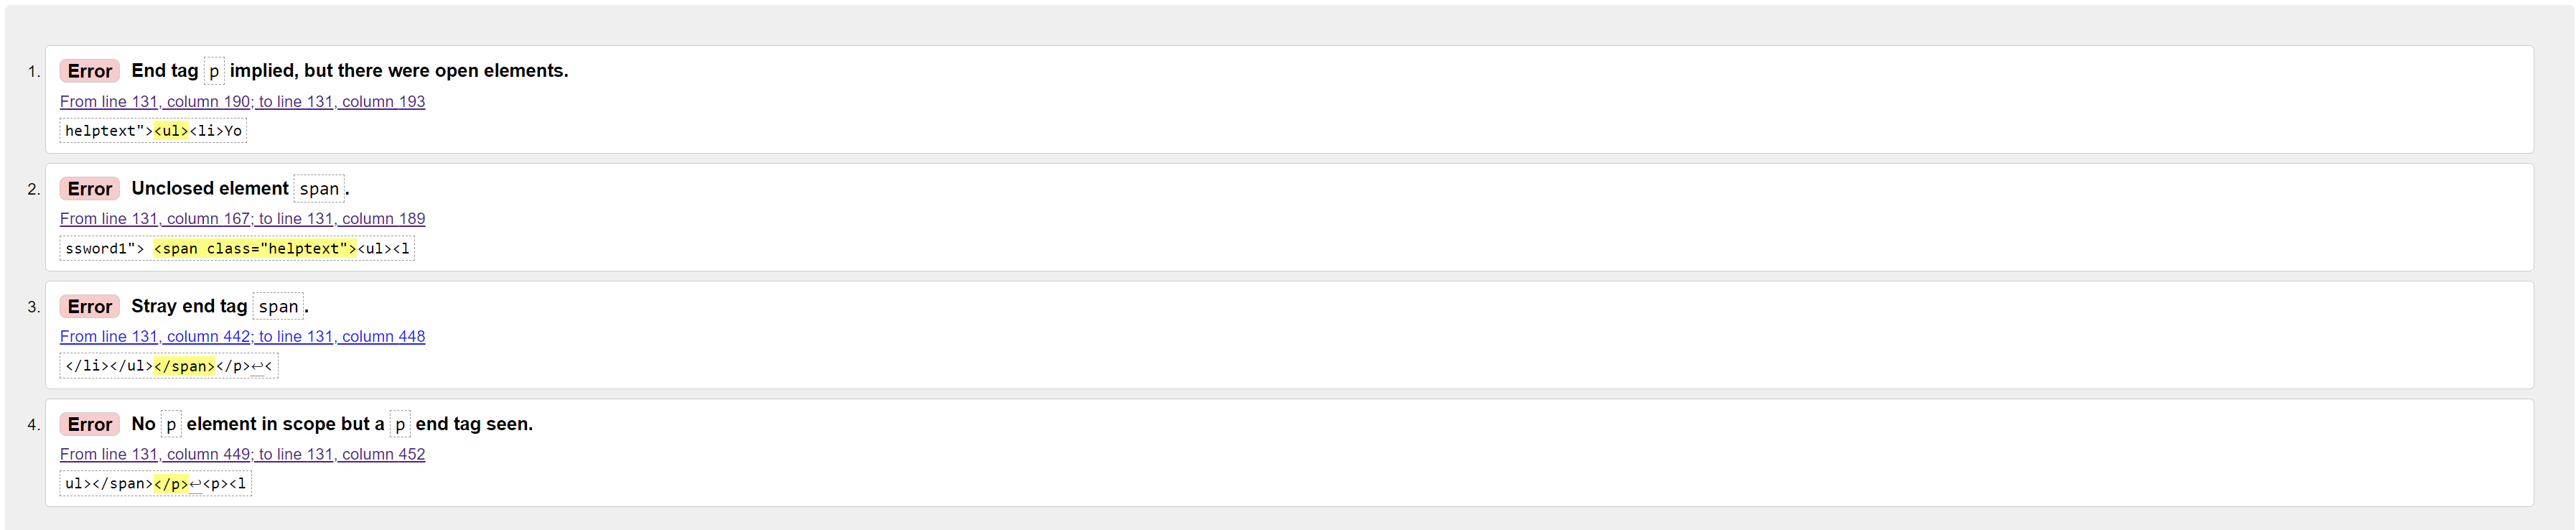 1. Error End tag p implied, but there were open elements.
From line 131, column 190; to line 131, column 193
helptext"><ul><li>Yo
2. Error Unclosed element span.
From line 131, column 167; to line 131, column 189
ssword1"> <span class="helptext"><ul><l
3. Error Stray end tag span.
From line 131, column 442; to line 131, column 448
</li></ul></span></p>↩<
4. Error No p element in scope but a p end tag seen.
From line 131, column 449; to line 131, column 452
ul></span></p>↩<p><l